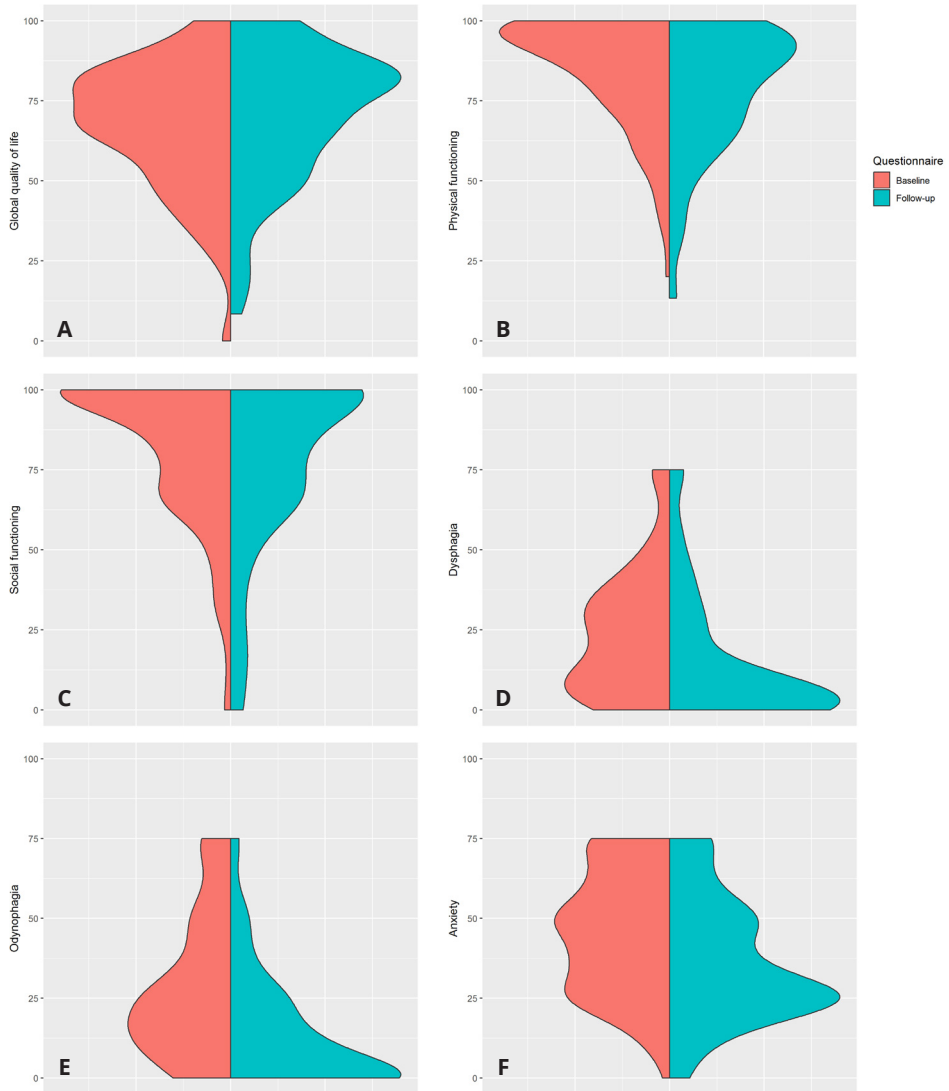 100
75
50
25
0
Global quality of life
A
100
75
50
25
0
Physical functioning
B
Questionnaire
Baseline
Follow-up
100
75
50
25
0
Social functioning
C
100
75
50
25
0
Dysphagia
D
100
75
50
25
0
Odynophagia
E
100
75
50
25
0
Anxiety
F